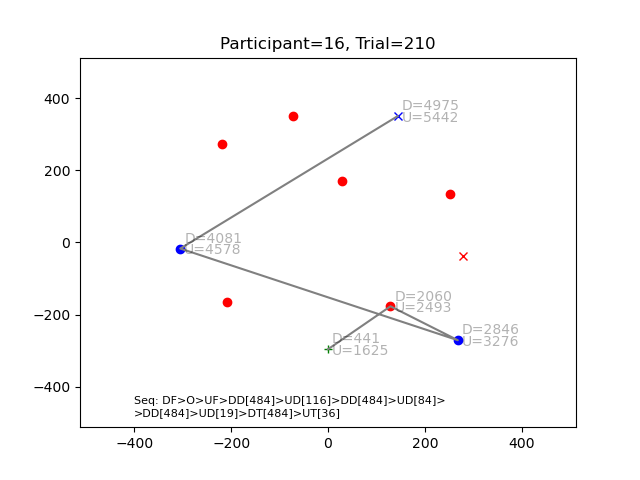 Participant=16, Trial=210
400
200
0
−200
−400
D=4975
U=5442
D=4081
U=4578
D=2060
U=2493
D=2846
U=3276
D=441
U=1625
Seq: DF>O>UF>DD[484]>UD[116]>DD[484]>UD[84]>
>DD[484]>UD[19]>DT[484]>UT[36]
−400
−200
0
200
400